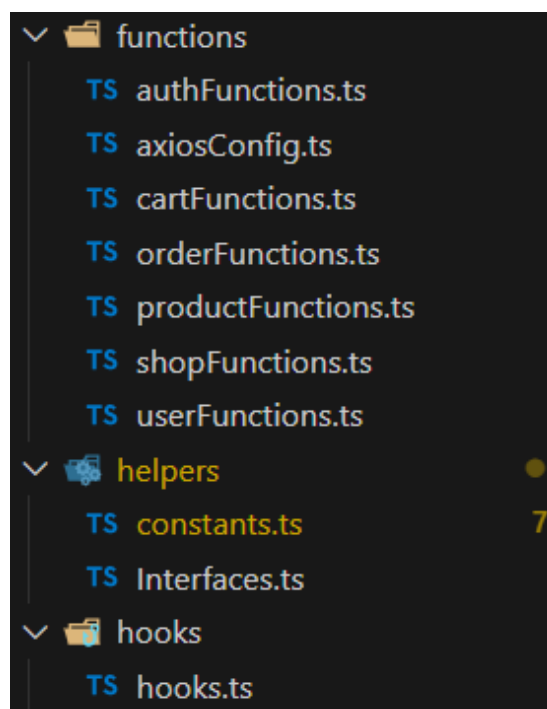 functions
TS authFunctions.ts
TS axiosConfig.ts
TS cartFunctions.ts
TS orderFunctions.ts
TS productFunctions.ts
TS shopFunctions.ts
TS userFunctions.ts
helpers
TS constants.ts 7
TS Interfaces.ts
hooks
TS hooks.ts